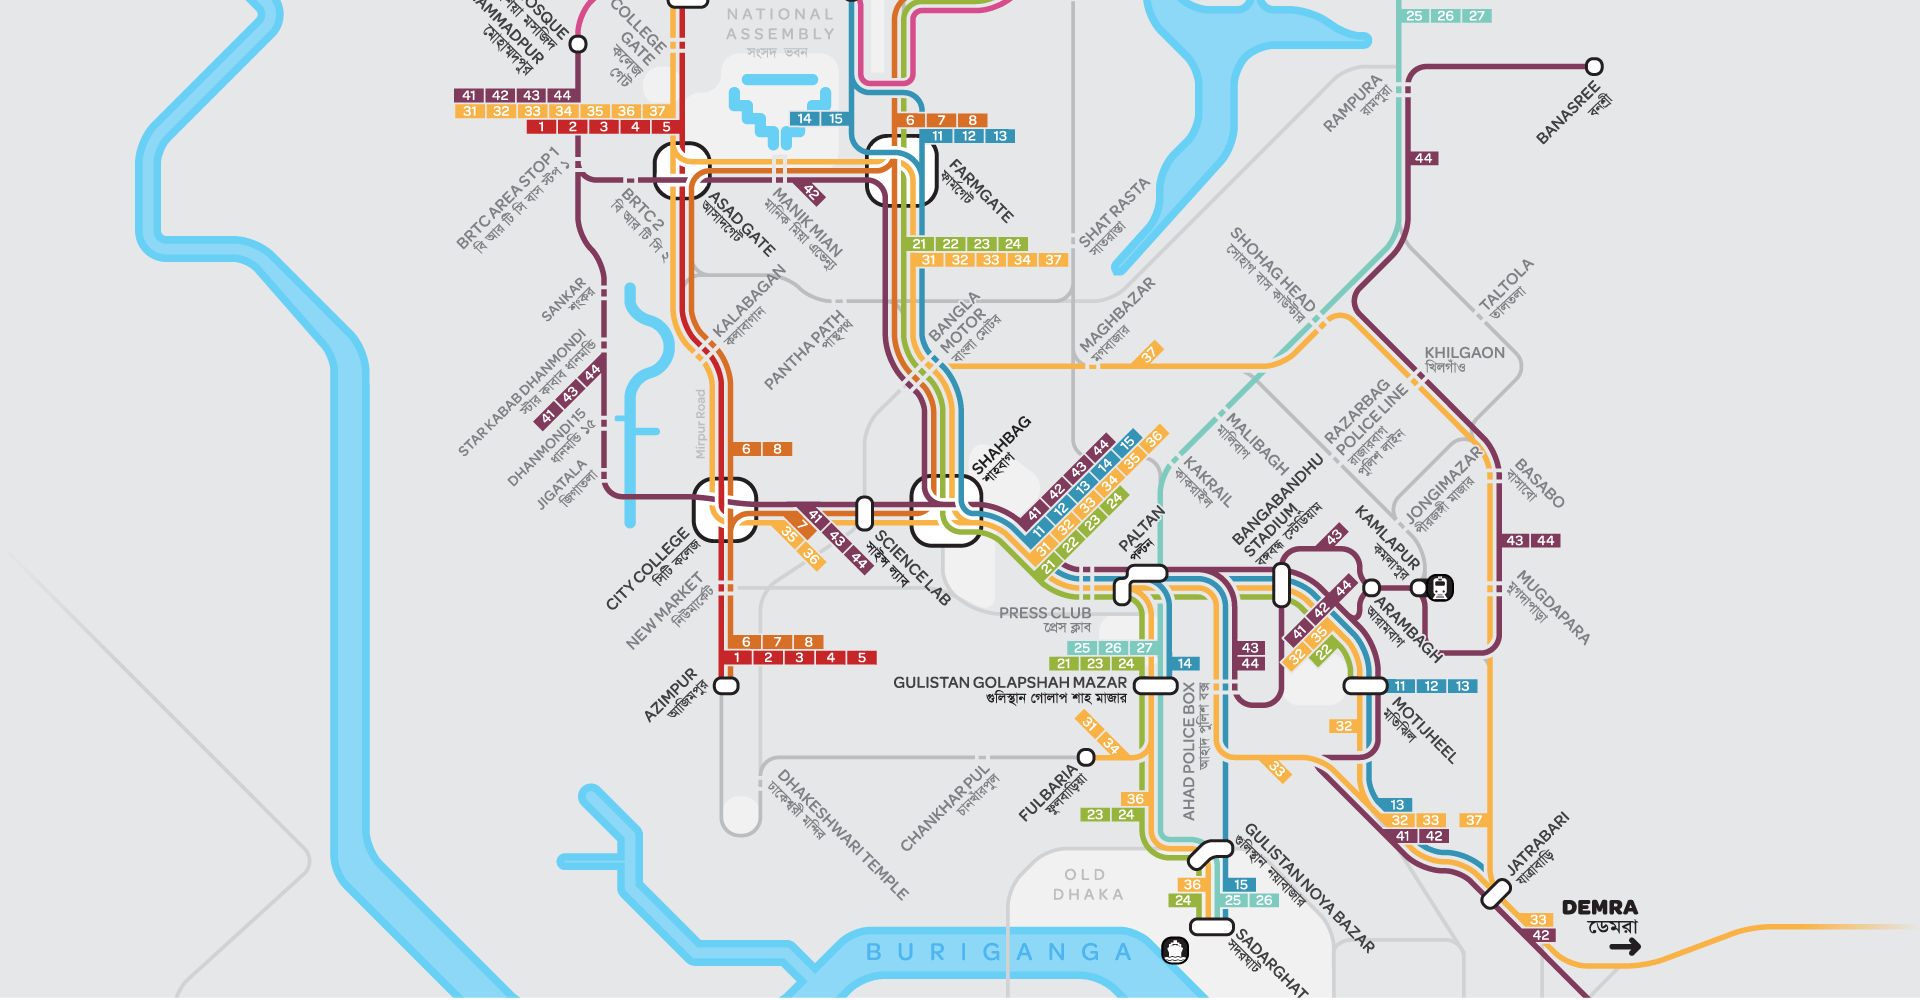 MOSQUE
মসজিদ
MOHAMMADPUR
মোহাম্মদপুর
COLLEGE
GATE
কলেজ
গেট
NATIONAL
ASSEMBLY
সংসদ ভবন
25 26 27
41 42 43 44
31 32 33 34 35 36 37
1 2 3 4 5
14 15
6 7 8
11 12 13
RAMPURA
রামপুরা
BANASREE
বনশ্রী
44
BRTC AREA STOP 1
বি আর টি সি বাস স্টপ ১
BRTC 2
বি আর টি সি ২
ASAD GATE
আসাদগেট
MANIK MIAN
মানিক মিয়া এভেন্যু
42
FARMGATE
ফার্মগেট
SHAT RASTA
সাতরাস্তা
21 22 23 24
31 32 33 34 37
SHOHAG HEAD
সোহাগ বাস কাউন্টার
TALTOLA
তালতলা
SANKAR
শংকর
KALABAGAN
কলাবাগান
PANTHA PATH
পান্থপথ
BANGLA
MOTOR
বাংলা মোটর
MAGHBAZAR
মগবাজার
37
STAR KABAB DHANMONDI
স্টার কাবাব ধানমন্ডি
41 43 44
KHILGAON
খিলগাঁও
Mirpur Road
DHANMONDI 15
ধানমন্ডি ১৫
JIGATALA
জিগাতলা
6 8
SHAHBAG
শাহবাগ
MALIBAGH
মালিবাগ
RAZARBAG
POLICE LINE
রাজারবাগ
পুলিশ লাইন
41 42 43 44
11 12 13 14 15
31 32 33 34 35 36
21 22 23 24
KAKRAIL
কাকরাইল
JONGIMAZAR
পীরজঙ্গী মাজার
BASABO
বাসাবো
CITY COLLEGE
সিটি কলেজ
7
35 36
41 43 44
SCIENCE LAB
সাইন্স ল্যাব
PALTAN
পল্টন
BANGABANDHU
STADIUM
বঙ্গবন্ধু স্টেডিয়াম
43
KAMLAPUR
কমলাপুর
43 44
NEW MARKET
নিউমার্কেট
PRESS CLUB
প্রেস ক্লাব
ARAMBAGH
আরামবাগ
MUGDAPARA
মুগদাপাড়া
6 7 8
1 2 3 4 5
25 26 27
21 23 24
14
43
44
41 42 44
32 35
22
AZIMPUR
আজিমপুর
GULISTAN GOLAPSHAH MAZAR
গুলিস্থান গোলাপ শাহ মাজার
AHAD POLICE BOX
আহাদ পুলিশ বক্স
11 12 13
MOTIJHEEL
মতিঝিল
31 34
32
33
DHAKESHWARI TEMPLE
ঢাকেশ্বরী মন্দির
CHANKHAR PUL
চানখাঁরপুল
FULBARIA
ফুলবাড়িয়া
36
23 24
13
32 33
41 42
37
GULISTAN NOYA BAZAR
গুলিস্থান নয়াবাজার
JATRABARI
যাত্রাবাড়ি
OLD
DHAKA
36
24
15
25 26
DEMRA
ডেমরা
33
42
SADARGHAT
সদরঘাট
BURIGANGA